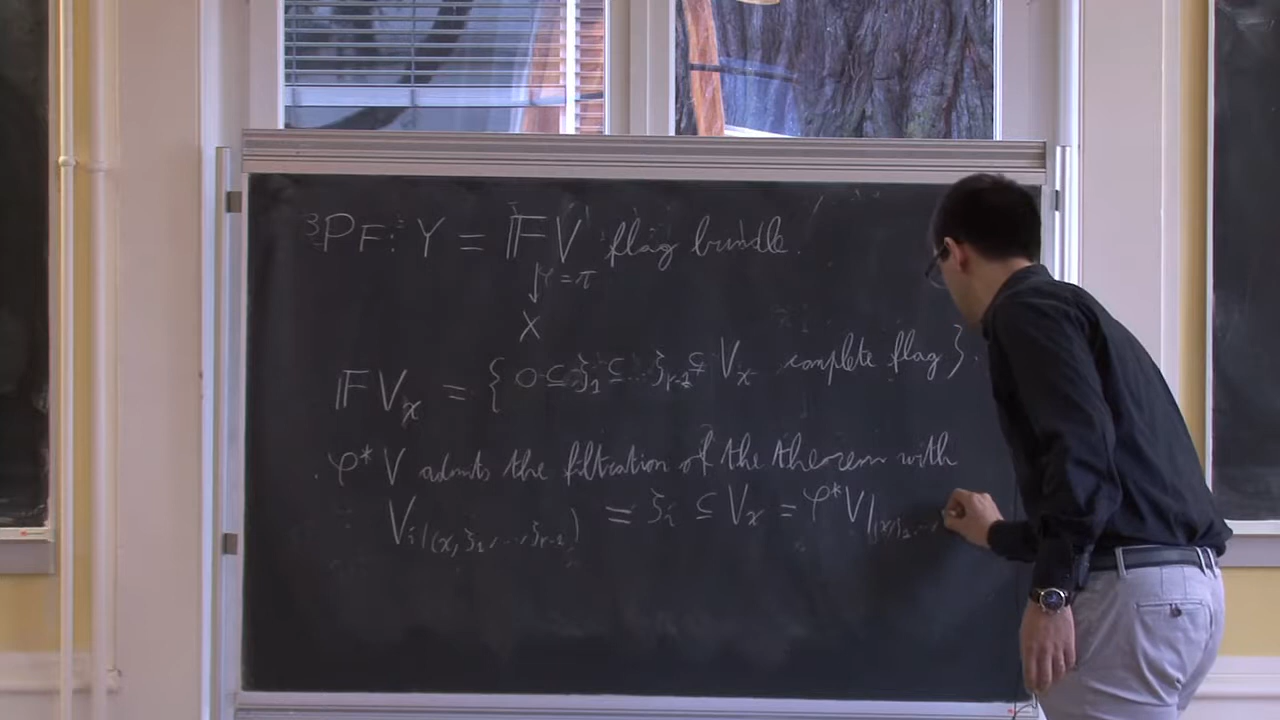 PF: Y = 𝔽V flag bundle.
↓φ = π
X
𝔽V_x = { 0 ⊆ ξ_1 ⊆ ... ξ_{r-1} ⊊ V_x complete flag }.
. φ* V admits the filtration of the theorem with
V_i|_{(x, ξ_1, ..., ξ_{r-1})} = ξ_i ⊆ V_x = φ*V|_{(x, ξ_1, ...